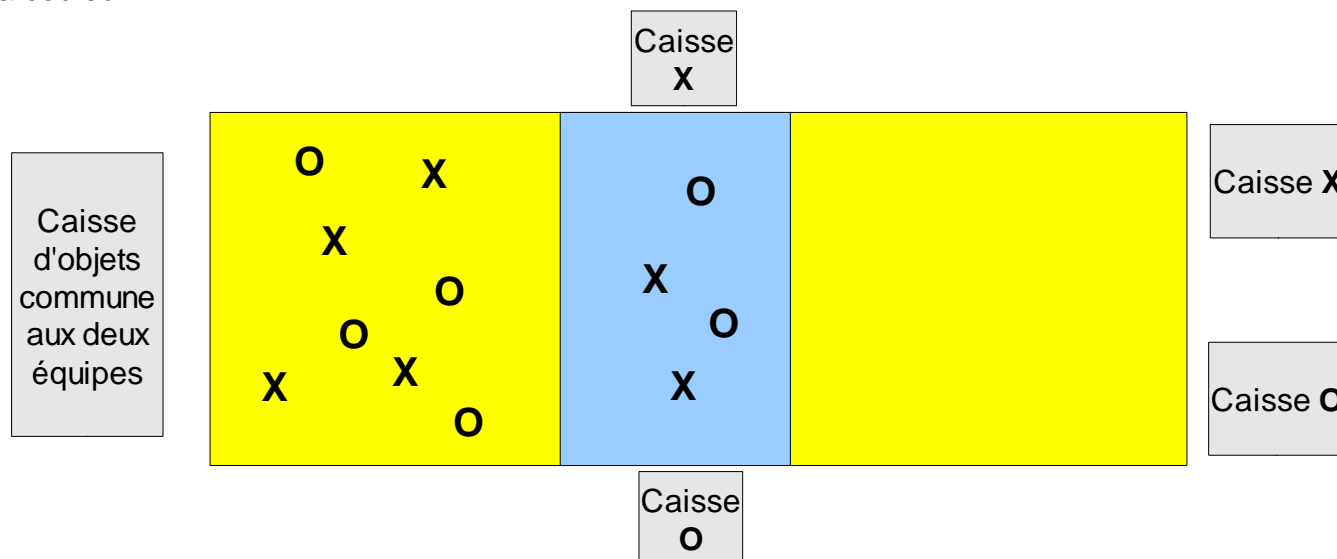 Caisse
X
Caisse
d'objets
commune
aux deux
équipes
O
X
O
X
X
Caisse X
O
O
O
X
X
X
O
Caisse O
Caisse
O